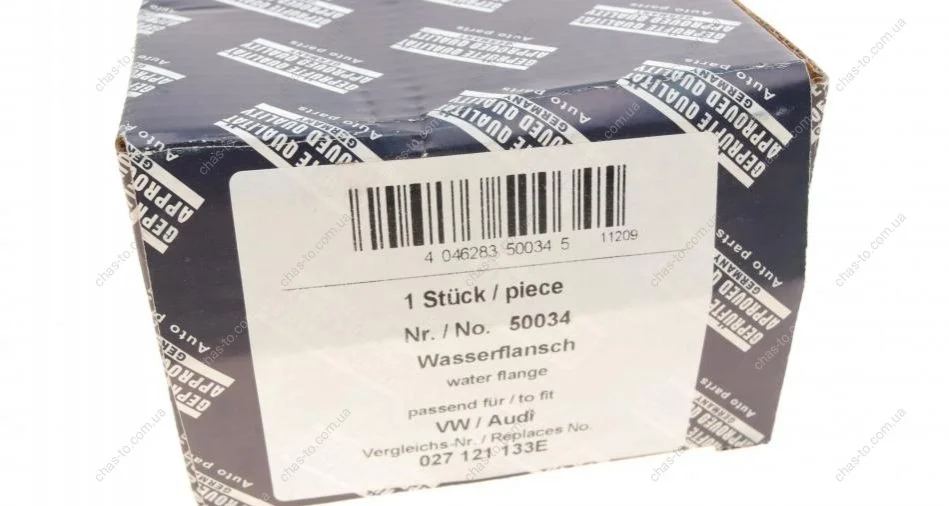 4 046283 50034 5 11209
1 Stück / piece
Nr. / No. 50034
Wasserflansch
water flange
passend für / to fit
VW / Audi
Vergleichs-Nr. / Replaces No.
027 121 133E
GEPRÜFTE QUALITÄT
APPROVED QUALITY
GERMANY
Auto parts
chas-to.com.ua